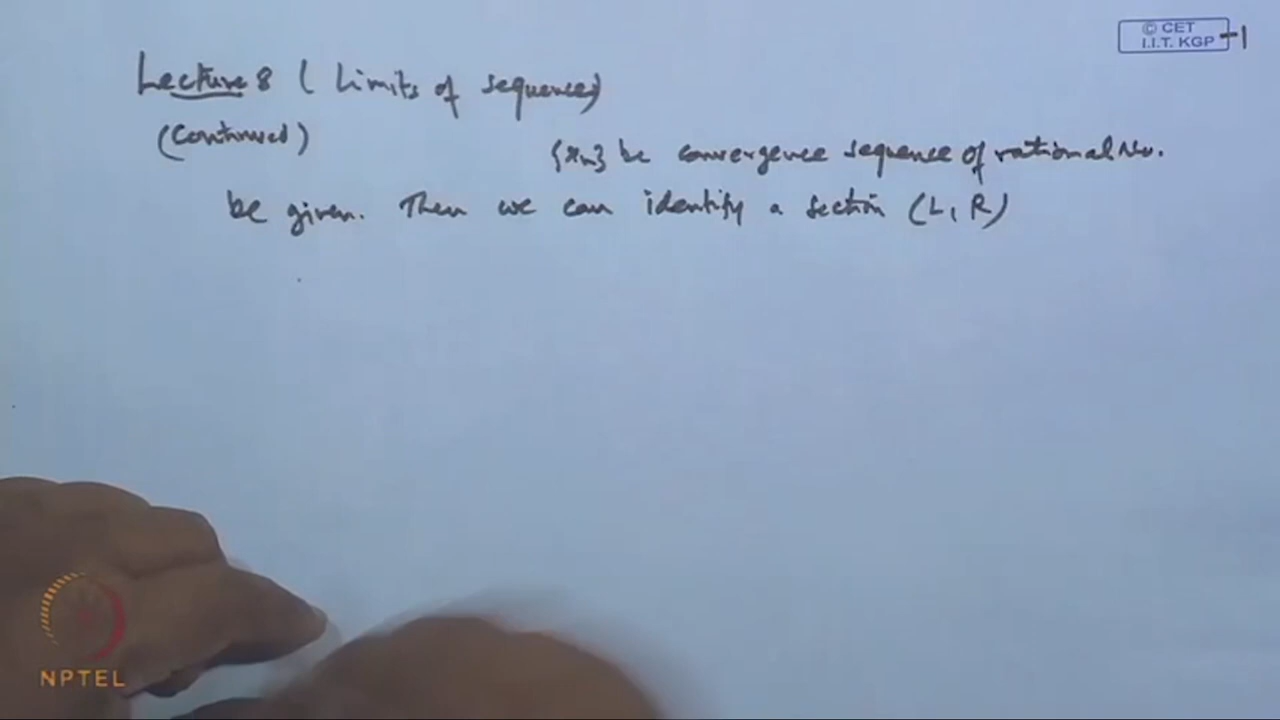 © CET
I.I.T. KGP
-1
Lecture 8 ( Limits of sequences)
(Continued)
{xn} be convergence sequence of rational No.
be given. Then we can identify a section (L, R)
NPTEL